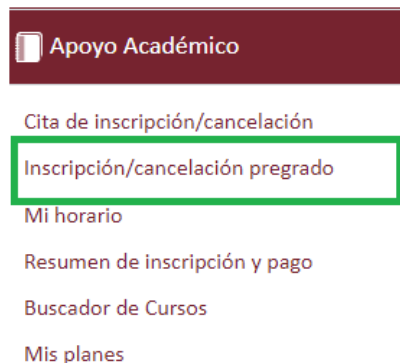 Apoyo Académico
Cita de inscripción/cancelación
Inscripción/cancelación pregrado
Mi horario
Resumen de inscripción y pago
Buscador de Cursos
Mis planes